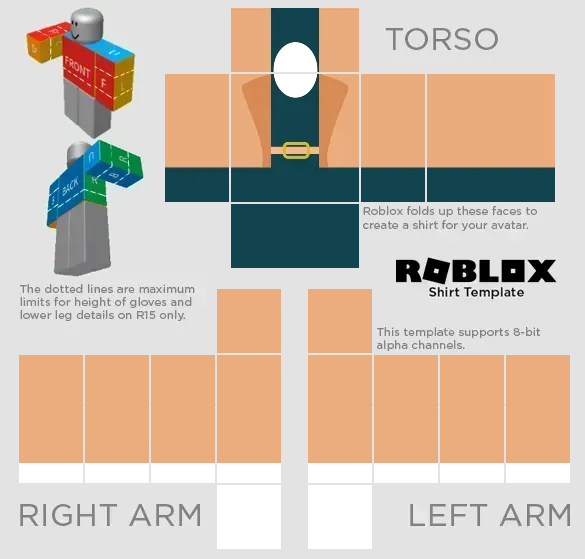 TORSO
FRONT
F
L
BACK
R
Roblox folds up these faces to
create a shirt for your avatar.
ROBLOX
Shirt Template
The dotted lines are maximum
limits for height of gloves and
lower leg details on R15 only.
This template supports 8-bit
alpha channels.
RIGHT ARM
LEFT ARM